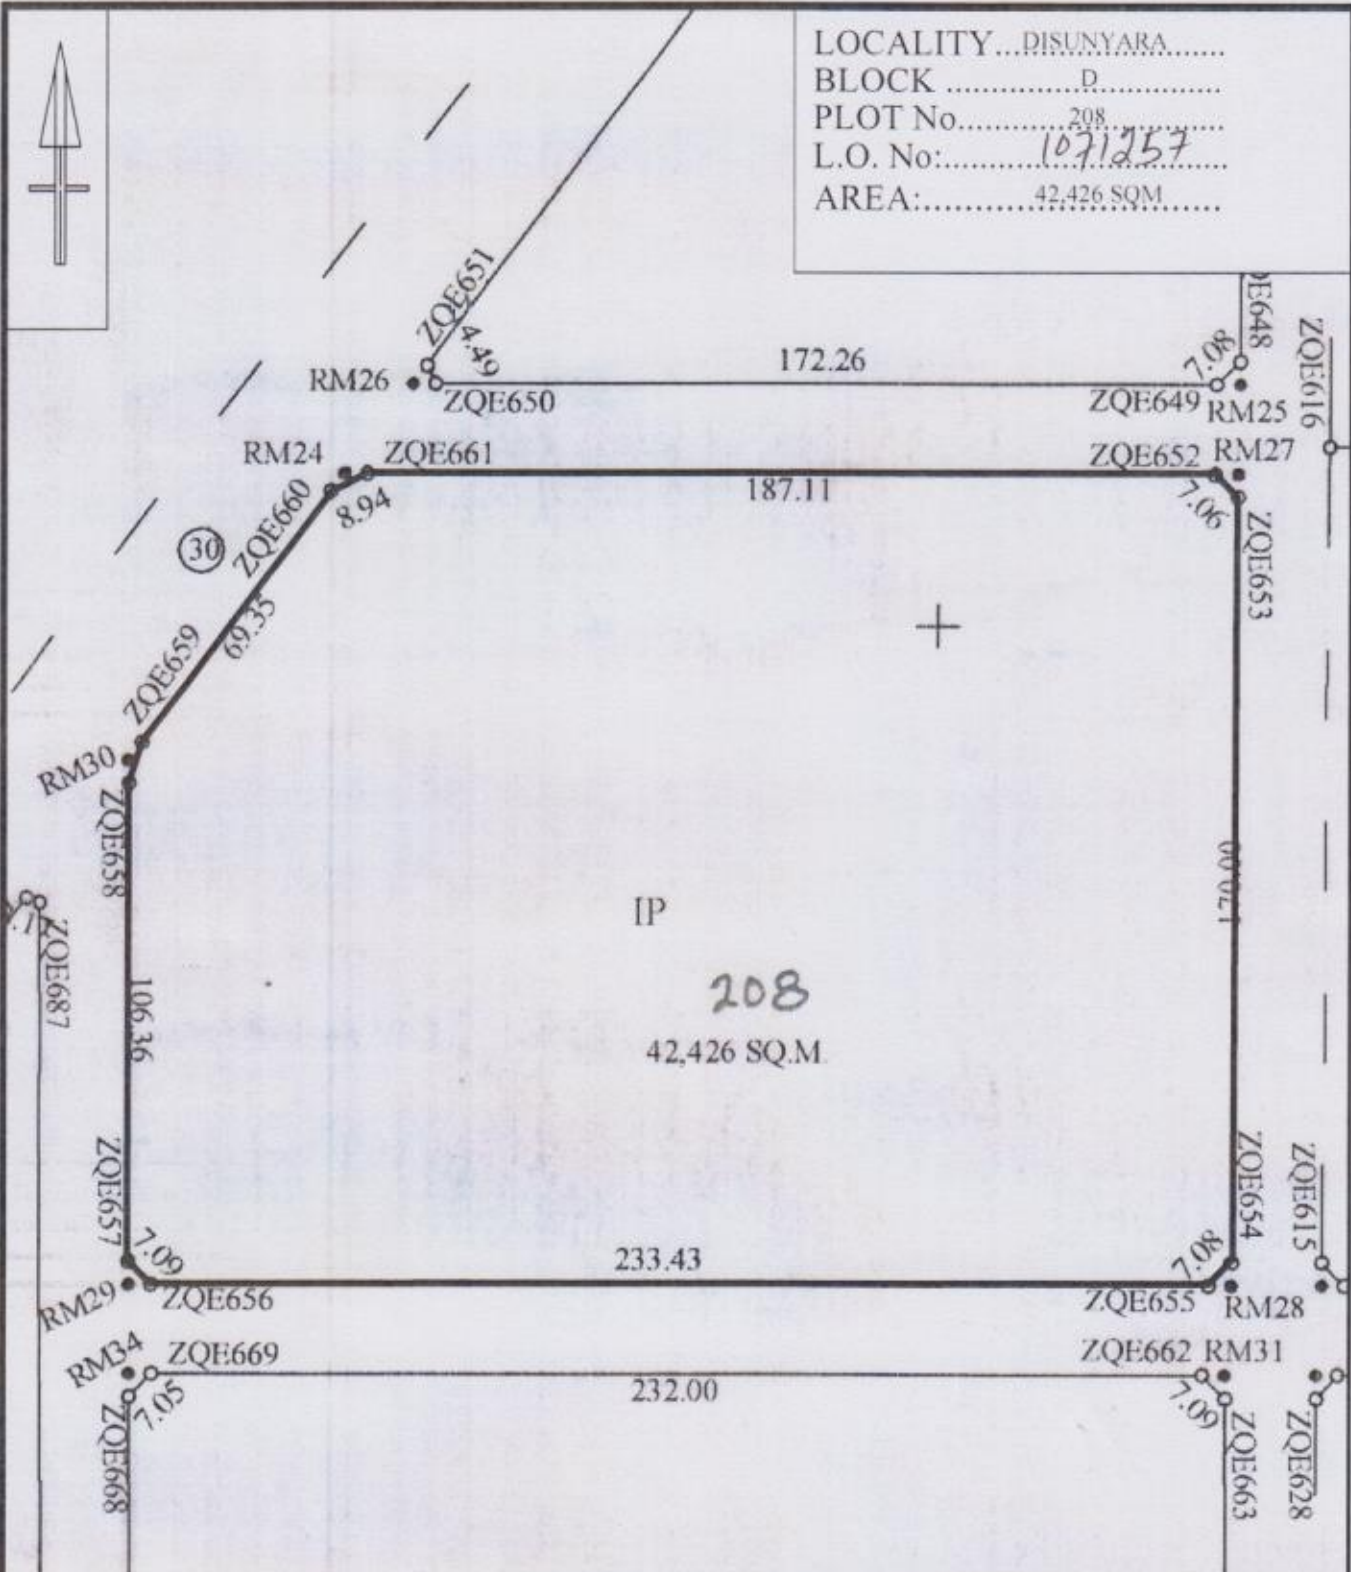 LOCALITY...DISUNYARA.......
BLOCK ..............D...............
PLOT No............208............
L.O. No:........1071257........
AREA:...........42,426 SQM......
ZQE651
4.49
RM26
ZQE650
172.26
7.08
ZQE649
RM25
E648
ZQE616
RM24
ZQE661
ZQE652
RM27
187.11
7.06
ZQE660
8.94
30
ZQE653
ZQE659
69.35
RM30
ZQE658
IP
ZQE687
208
106.36
42,426 SQ.M.
ZQE657
ZQE654
ZQE615
7.09
233.43
7.08
RM29
ZQE656
ZQE655
RM28
RM34
ZQE669
ZQE662
RM31
7.05
232.00
7.09
ZQE668
ZQE663
ZQE628